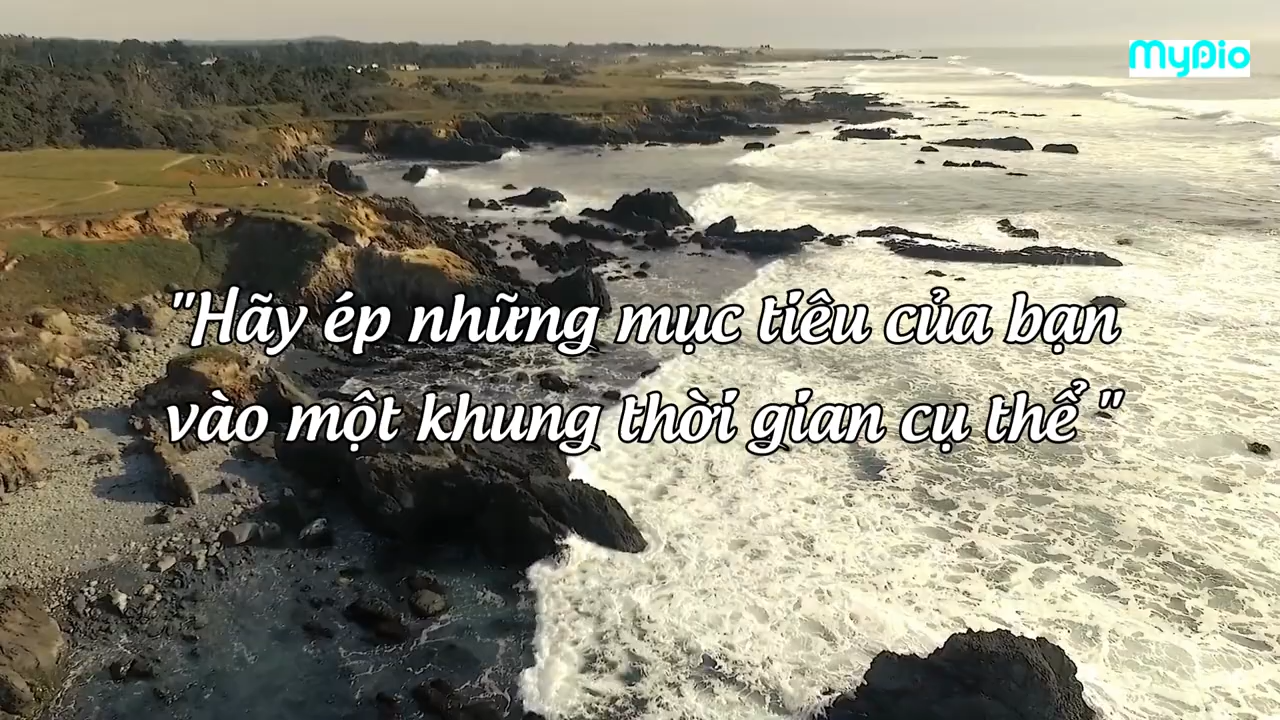 MyDio
"Hãy ép những mục tiêu của bạn
vào một khung thời gian cụ thể "